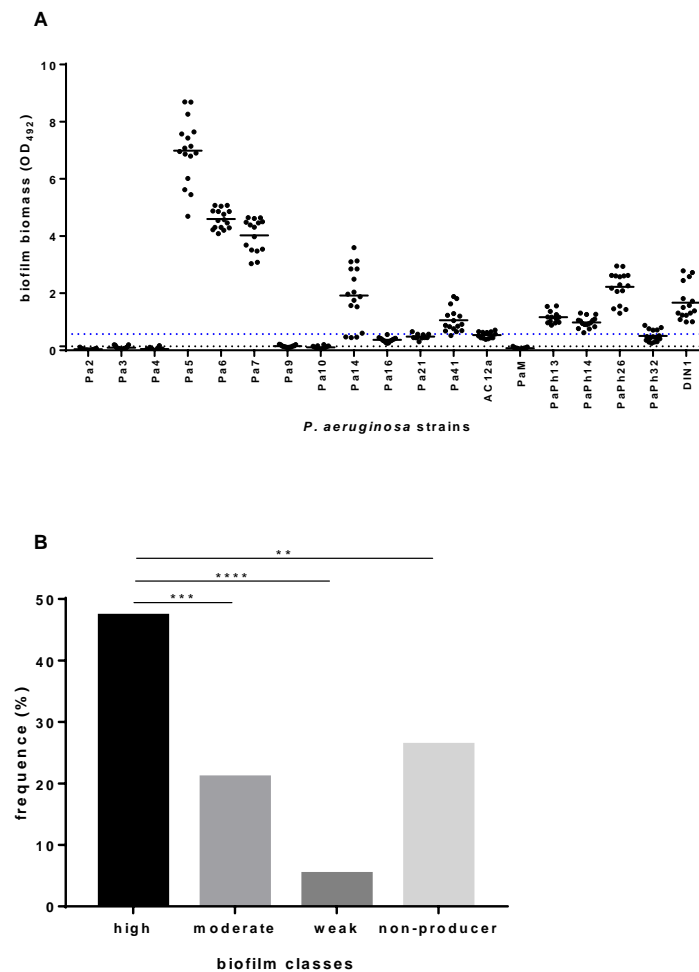 A
biofilm biomass (OD492)
10
8
6
4
2
0
Pa2
Pa3
Pa4
Pa5
Pa6
Pa7
Pa9
Pa10
Pa14
Pa16
Pa21
Pa41
AC12a
PaM
PaPh13
PaPh14
PaPh26
PaPh32
DIN1
P. aeruginosa strains
B
**
****
***
frequence (%)
50
40
30
20
10
0
high moderate weak non-producer
biofilm classes